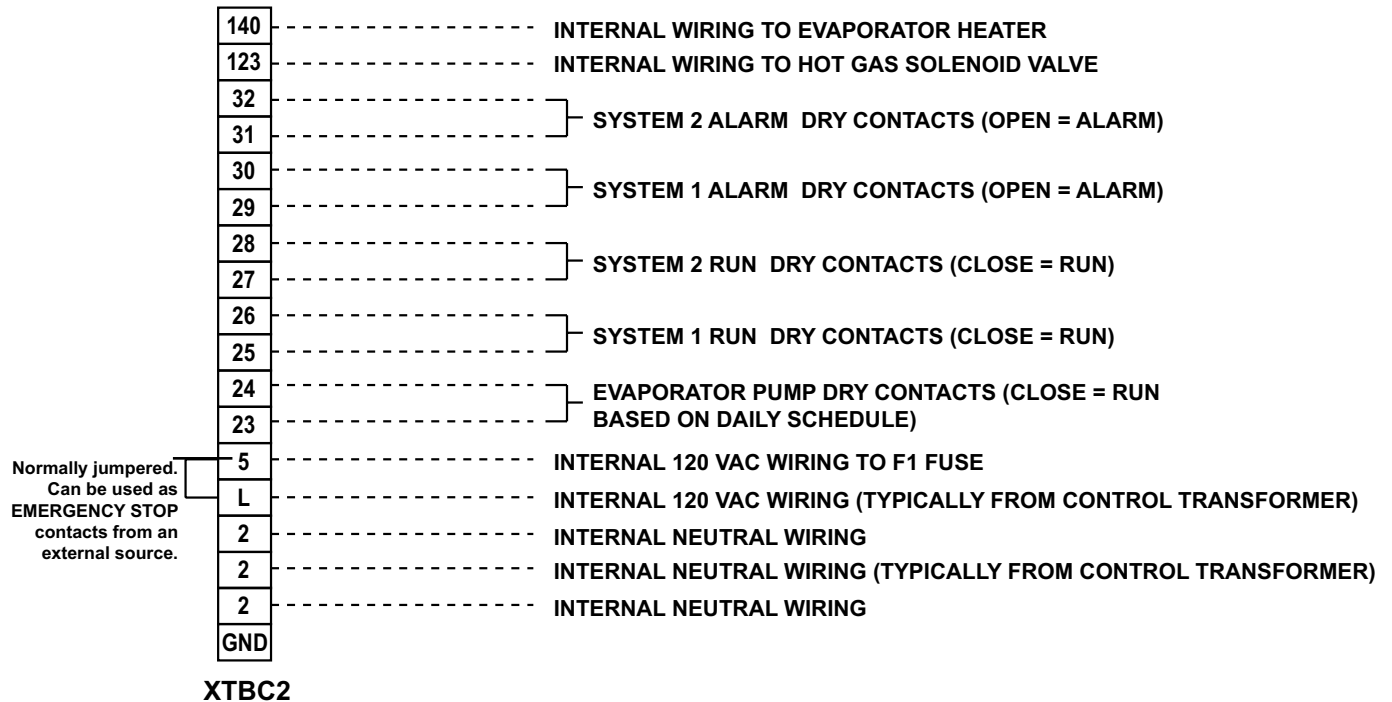 140 INTERNAL WIRING TO EVAPORATOR HEATER
123 INTERNAL WIRING TO HOT GAS SOLENOID VALVE
32
SYSTEM 2 ALARM DRY CONTACTS (OPEN = ALARM)
31
30
SYSTEM 1 ALARM DRY CONTACTS (OPEN = ALARM)
29
28
SYSTEM 2 RUN DRY CONTACTS (CLOSE = RUN)
27
26
SYSTEM 1 RUN DRY CONTACTS (CLOSE = RUN)
25
24
EVAPORATOR PUMP DRY CONTACTS (CLOSE = RUN
BASED ON DAILY SCHEDULE)
23
5 INTERNAL 120 VAC WIRING TO F1 FUSE
L INTERNAL 120 VAC WIRING (TYPICALLY FROM CONTROL TRANSFORMER)
2 INTERNAL NEUTRAL WIRING
2 INTERNAL NEUTRAL WIRING (TYPICALLY FROM CONTROL TRANSFORMER)
2 INTERNAL NEUTRAL WIRING
GND
Normally jumpered.
Can be used as
EMERGENCY STOP
contacts from an
external source.
XTBC2